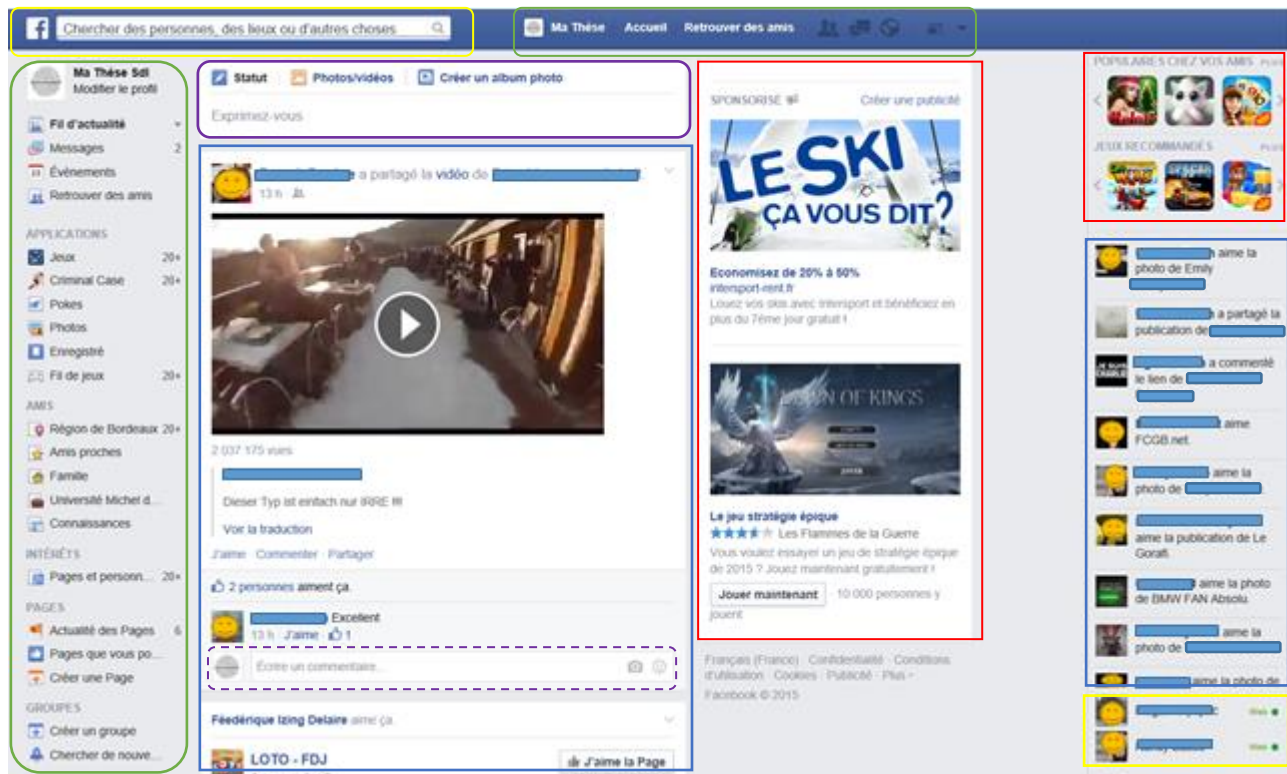 Chercher des personnes, des lieux ou d'autres choses
Ma Thèse Accueil Retrouver des amis
Ma Thése Sdl
Modifier le profil
Fil d'actualité
Messages 2
Événements
Retrouver des amis
APPLICATIONS
Jeux 20+
Criminal Case 20+
Pokes
Photos
Enregistré
Fil de jeux 20+
AMIS
Région de Bordeaux 20+
Amis proches
Famille
Université Michel d...
Connaissances
INTÉRÊTS
Pages et personn... 20+
PAGES
Actualité des Pages 6
Pages que vous po...
Créer une Page
GROUPES
Créer un groupe
Chercher de nouve...
Statut Photos/vidéos Créer un album photo
Exprimez-vous
a partagé la vidéo de
13 h
2 037 175 vues
Dieser Typ ist einfach nur IRRE !!!!
Voir la traduction
J'aime · Commenter · Partager
2 personnes aiment ça.
Excellent
13 h · J'aime · 1
Écrire un commentaire...
Féedérique Izing Delaire aime ça.
LOTO - FDJ
J'aime la Page
SPONSORISÉ Créer une publicité
LE SKI
ÇA VOUS DIT?
Economisez de 20% à 50%
intersport-rent.fr
Louez vos skis avec Intersport et bénéficiez en
plus du 7ème jour gratuit !
OF KINGS
Le jeu stratégie épique
Les Flammes de la Guerre
Vous voulez essayer un jeu de stratégie épique
de 2015 ? Jouez maintenant gratuitement !
Jouer maintenant · 10 000 personnes y
jouent
Français (France) · Confidentialité · Conditions
d'utilisation · Cookies · Publicité · Plus
Facebook © 2015
POPULAIRES CHEZ VOS AMIS PLUS
JEUX RECOMMANDÉS PLUS
aime la
photo de Emily
a partagé la
publication de
a commenté
le lien de
JE SUIS
CHARLIE
aime
FCGB.net.
aime la
photo de
aime la publication de Le
Gorafi.
aime la photo
de BMW FAN Absolu.
aime la
photo de
aime la photo de
Web
Web